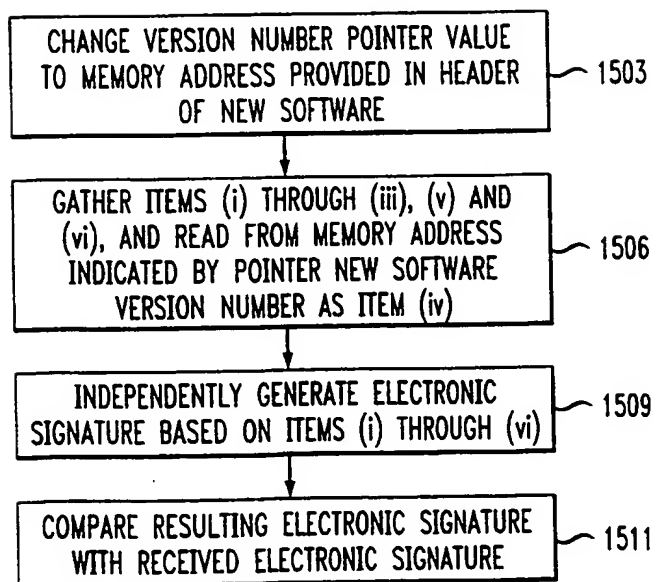 CHANGE VERSION NUMBER POINTER VALUE
TO MEMORY ADDRESS PROVIDED IN HEADER
OF NEW SOFTWARE
1503
GATHER ITEMS (i) THROUGH (iii), (v) AND
(vi), AND READ FROM MEMORY ADDRESS
INDICATED BY POINTER NEW SOFTWARE
VERSION NUMBER AS ITEM (iv)
1506
INDEPENDENTLY GENERATE ELECTRONIC
SIGNATURE BASED ON ITEMS (i) THROUGH (vi)
1509
COMPARE RESULTING ELECTRONIC SIGNATURE
WITH RECEIVED ELECTRONIC SIGNATURE
1511